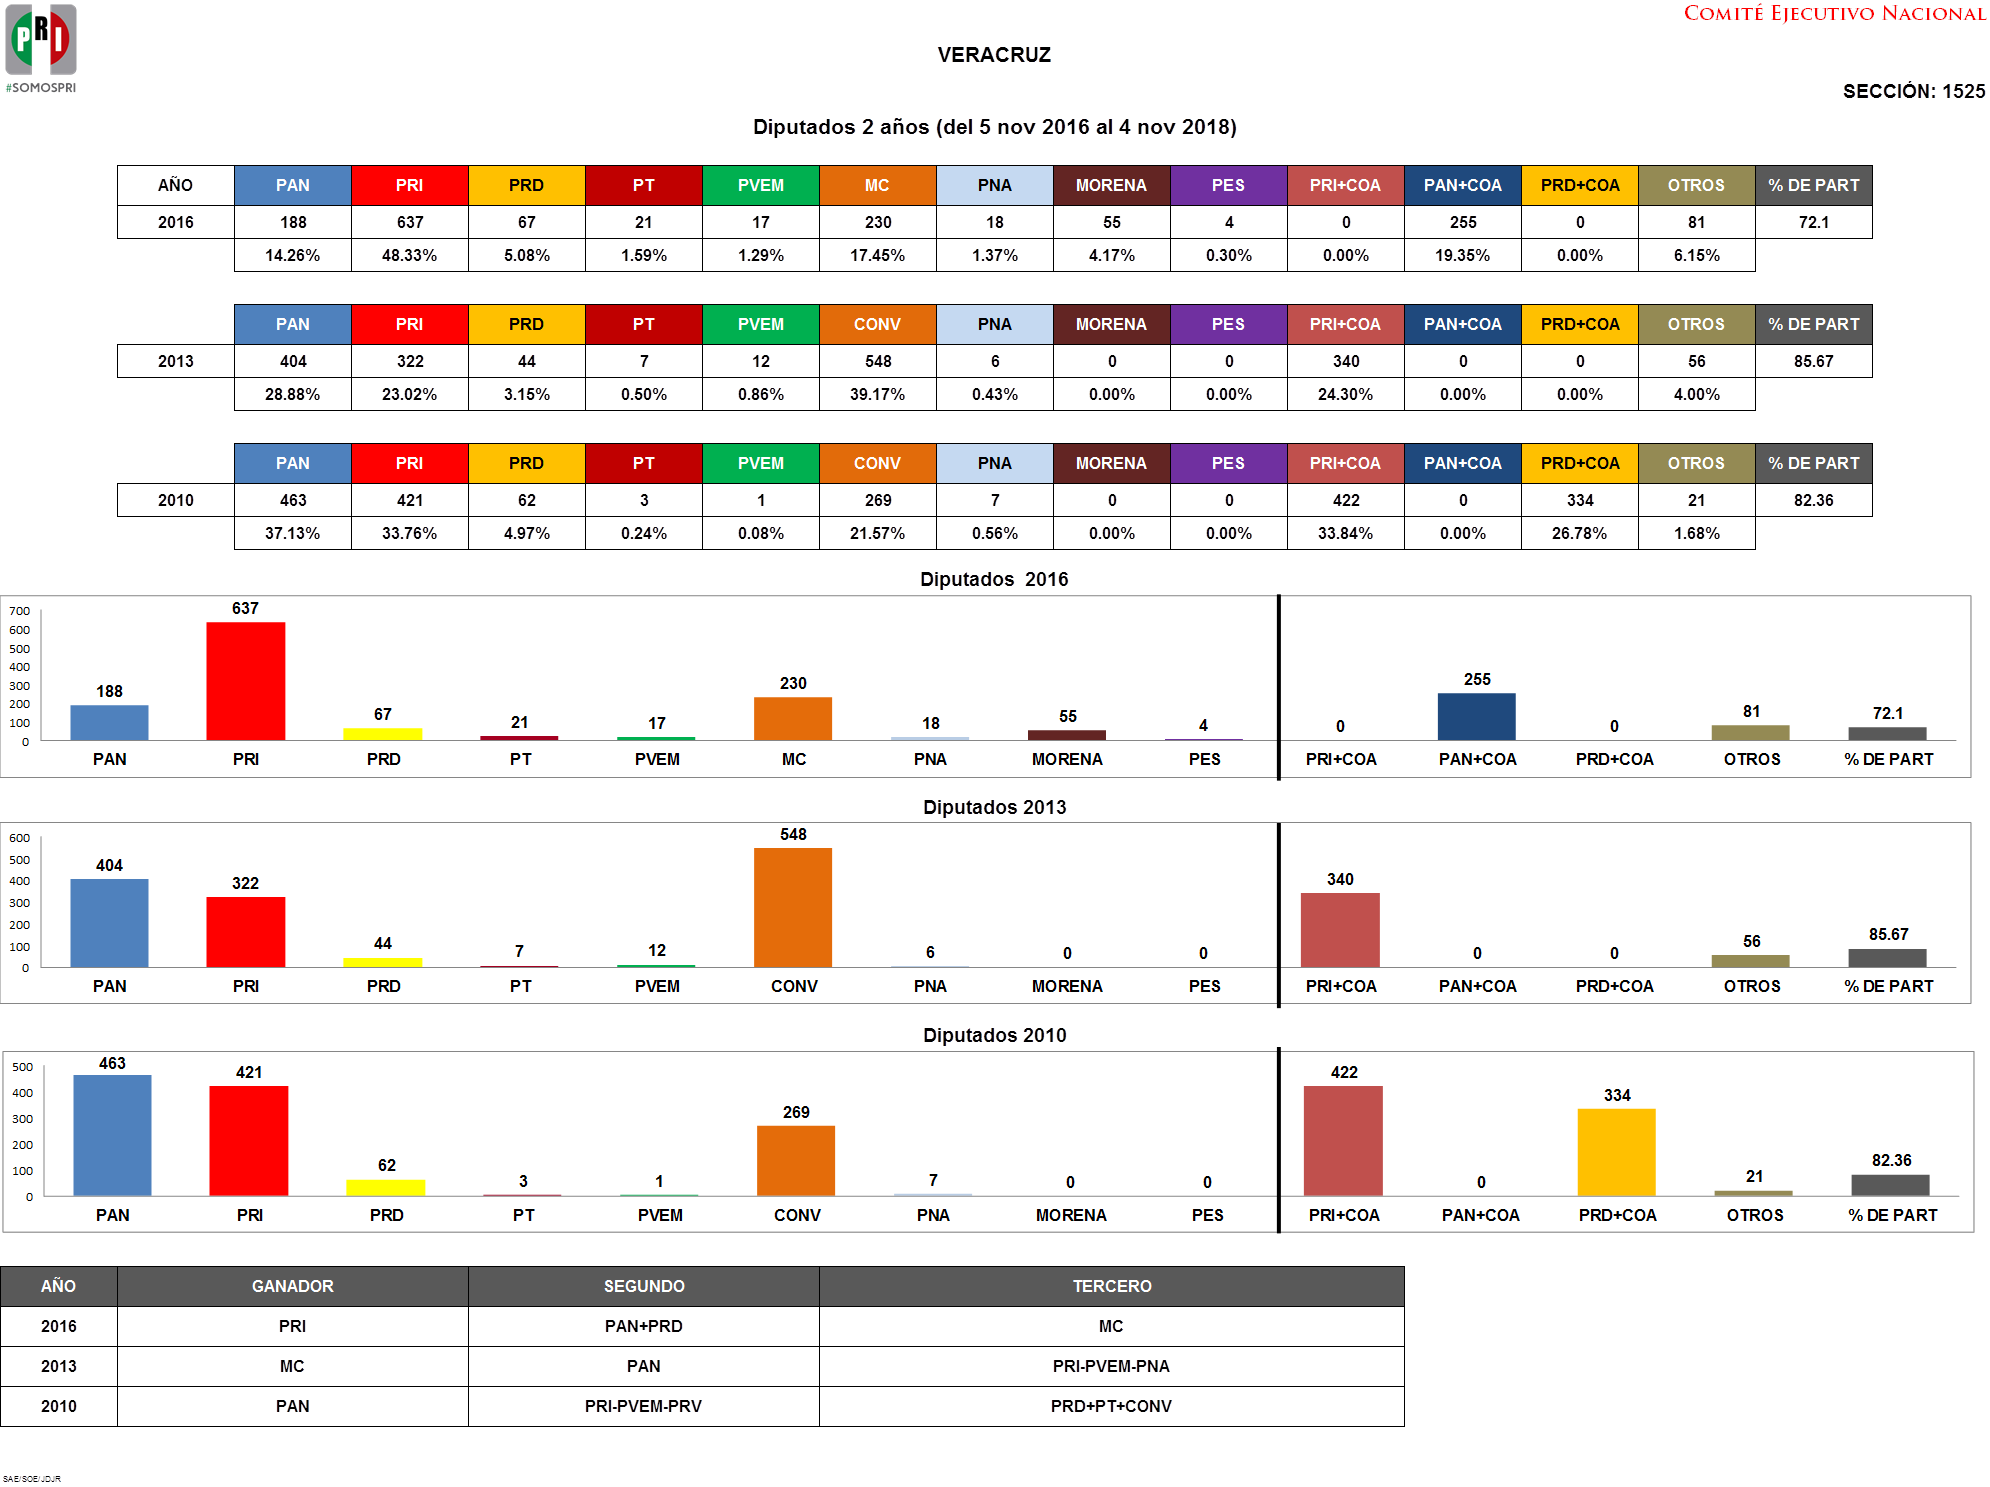 COMITÉ EJECUTIVO NACIONAL
PRI
#SOMOSPRI
VERACRUZ
SECCIÓN: 1525
Diputados 2 años (del 5 nov 2016 al 4 nov 2018)
AÑO PAN PRI PRD PT PVEM MC PNA MORENA PES PRI+COA PAN+COA PRD+COA OTROS % DE PART
2016 188 637 67 21 17 230 18 55 4 0 255 0 81 72.1
14.26% 48.33% 5.08% 1.59% 1.29% 17.45% 1.37% 4.17% 0.30% 0.00% 19.35% 0.00% 6.15%
PAN PRI PRD PT PVEM CONV PNA MORENA PES PRI+COA PAN+COA PRD+COA OTROS % DE PART
2013 404 322 44 7 12 548 6 0 0 340 0 0 56 85.67
28.88% 23.02% 3.15% 0.50% 0.86% 39.17% 0.43% 0.00% 0.00% 24.30% 0.00% 0.00% 4.00%
PAN PRI PRD PT PVEM CONV PNA MORENA PES PRI+COA PAN+COA PRD+COA OTROS % DE PART
2010 463 421 62 3 1 269 7 0 0 422 0 334 21 82.36
37.13% 33.76% 4.97% 0.24% 0.08% 21.57% 0.56% 0.00% 0.00% 33.84% 0.00% 26.78% 1.68%
Diputados 2016
700
600
500
400
300
200
100
0
188 637 67 21 17 230 18 55 4 0 255 0 81 72.1
PAN PRI PRD PT PVEM MC PNA MORENA PES PRI+COA PAN+COA PRD+COA OTROS % DE PART
Diputados 2013
600
500
400
300
200
100
0
404 322 44 7 12 548 6 0 0 340 0 0 56 85.67
PAN PRI PRD PT PVEM CONV PNA MORENA PES PRI+COA PAN+COA PRD+COA OTROS % DE PART
Diputados 2010
500
400
300
200
100
0
463 421 62 3 1 269 7 0 0 422 0 334 21 82.36
PAN PRI PRD PT PVEM CONV PNA MORENA PES PRI+COA PAN+COA PRD+COA OTROS % DE PART
AÑO GANADOR SEGUNDO TERCERO
2016 PRI PAN+PRD MC
2013 MC PAN PRI-PVEM-PNA
2010 PAN PRI-PVEM-PRV PRD+PT+CONV
SAE/SOE/JDJR